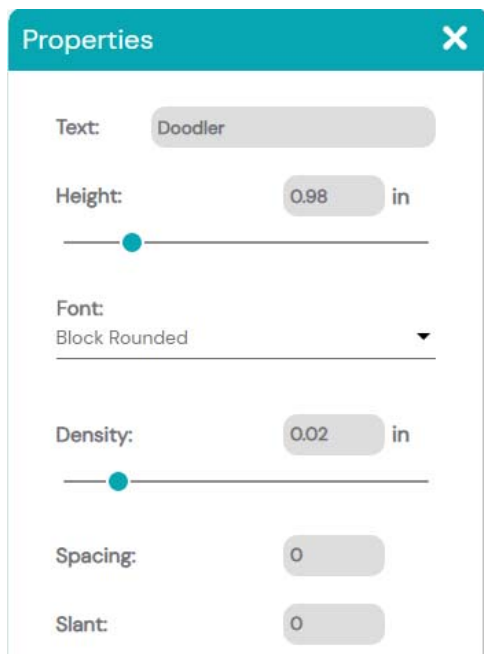 Properties
Text: Doodler
Height: 0.98 in
Font:
Block Rounded
Density: 0.02 in
Spacing: 0
Slant: 0